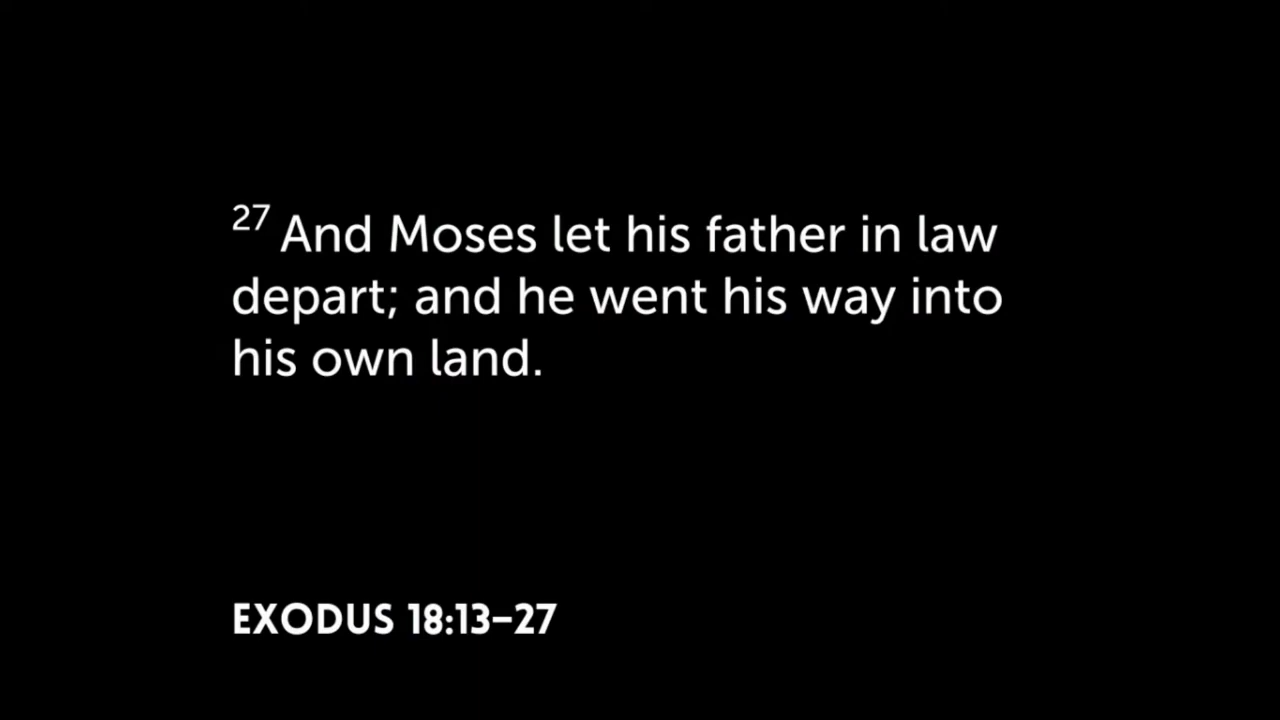 27 And Moses let his father in law
depart; and he went his way into
his own land.
EXODUS 18:13–27